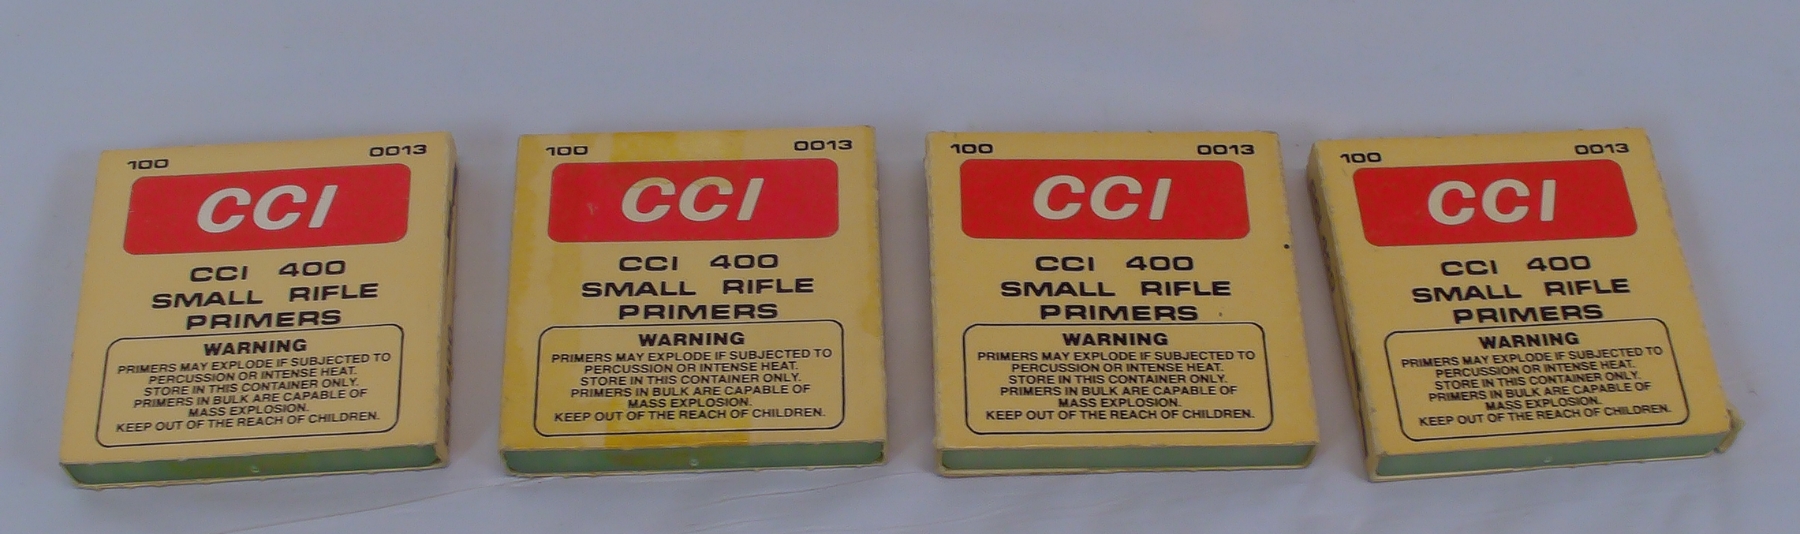 100 0013
CCI
CCI 400
SMALL RIFLE
PRIMERS
WARNING
PRIMERS MAY EXPLODE IF SUBJECTED TO
PERCUSSION OR INTENSE HEAT.
STORE IN THIS CONTAINER ONLY.
PRIMERS IN BULK ARE CAPABLE OF
MASS EXPLOSION.
KEEP OUT OF THE REACH OF CHILDREN.
100 0013
CCI
CCI 400
SMALL RIFLE
PRIMERS
WARNING
PRIMERS MAY EXPLODE IF SUBJECTED TO
PERCUSSION OR INTENSE HEAT.
STORE IN THIS CONTAINER ONLY.
PRIMERS IN BULK ARE CAPABLE OF
MASS EXPLOSION.
KEEP OUT OF THE REACH OF CHILDREN.
100 0013
CCI
CCI 400
SMALL RIFLE
PRIMERS
WARNING
PRIMERS MAY EXPLODE IF SUBJECTED TO
PERCUSSION OR INTENSE HEAT.
STORE IN THIS CONTAINER ONLY.
PRIMERS IN BULK ARE CAPABLE OF
MASS EXPLOSION.
KEEP OUT OF THE REACH OF CHILDREN.
100 0013
CCI
CCI 400
SMALL RIFLE
PRIMERS
WARNING
PRIMERS MAY EXPLODE IF SUBJECTED TO
PERCUSSION OR INTENSE HEAT.
STORE IN THIS CONTAINER ONLY.
PRIMERS IN BULK ARE CAPABLE OF
MASS EXPLOSION.
KEEP OUT OF THE REACH OF CHILDREN.